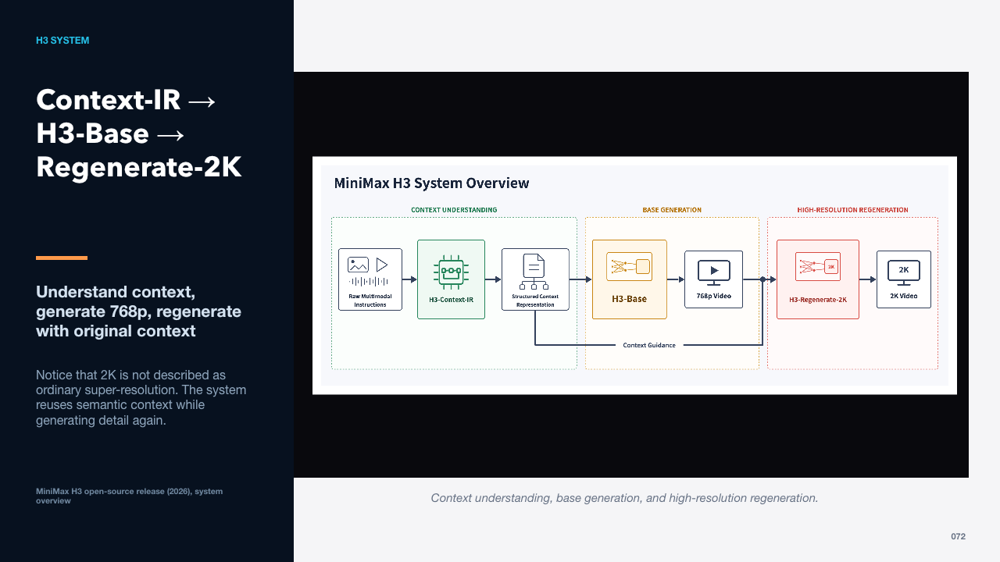 H3 SYSTEM
Context-IR →
H3-Base →
Regenerate-2K
Understand context,
generate 768p, regenerate
with original context
Notice that 2K is not described as
ordinary super-resolution. The system
reuses semantic context while
generating detail again.
MiniMax H3 open-source release (2026), system
overview
MiniMax H3 System Overview
CONTEXT UNDERSTANDING
BASE GENERATION
HIGH-RESOLUTION REGENERATION
Raw Multimodal
Instructions
H3-Context-IR
Structured Context
Representation
H3-Base
768p Video
2K
H3-Regenerate-2K
2K
2K Video
Context Guidance
Context understanding, base generation, and high-resolution regeneration.
072